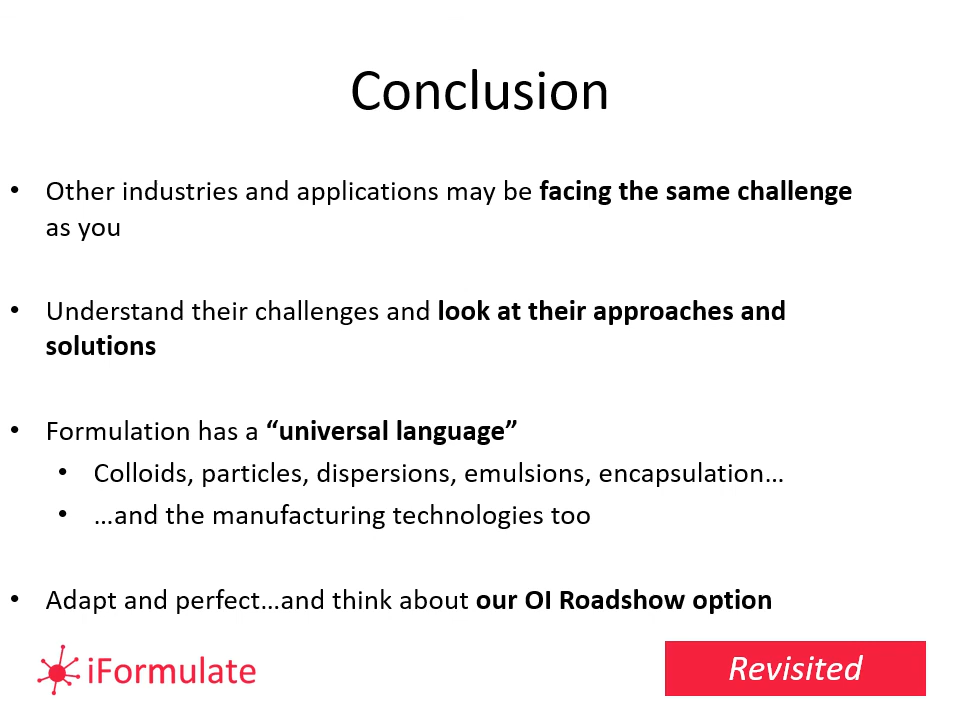 Conclusion
• Other industries and applications may be facing the same challenge
as you
• Understand their challenges and look at their approaches and
solutions
• Formulation has a “universal language”
• Colloids, particles, dispersions, emulsions, encapsulation…
• …and the manufacturing technologies too
• Adapt and perfect…and think about our OI Roadshow option
iFormulate
Revisited